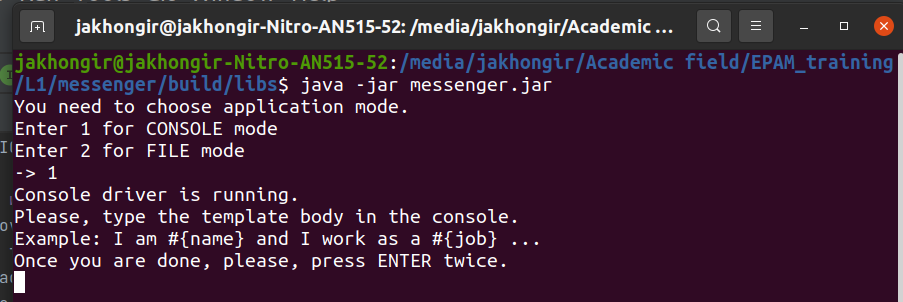 jakhongir@jakhongir-Nitro-AN515-52: /media/jakhongir/Academic ...
jakhongir@jakhongir-Nitro-AN515-52:/media/jakhongir/Academic field/EPAM_training
/L1/messenger/build/libs$ java -jar messenger.jar
You need to choose application mode.
Enter 1 for CONSOLE mode
Enter 2 for FILE mode
-> 1
Console driver is running.
Please, type the template body in the console.
Example: I am #{name} and I work as a #{job} ...
Once you are done, please, press ENTER twice.